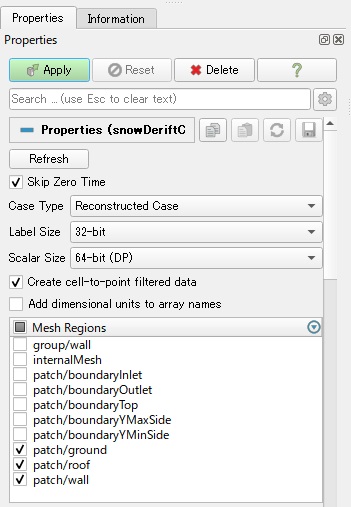 Properties
Information
Properties
Apply
Reset
Delete
?
Search ... (use Esc to clear text)
Properties (snowDeriftC
Refresh
Skip Zero Time
Case Type Reconstructed Case
Label Size 32-bit
Scalar Size 64-bit (DP)
Create cell-to-point filtered data
Add dimensional units to array names
Mesh Regions
group/wall
internalMesh
patch/boundaryInlet
patch/boundaryOutlet
patch/boundaryTop
patch/boundaryYMaxSide
patch/boundaryYMinSide
patch/ground
patch/roof
patch/wall